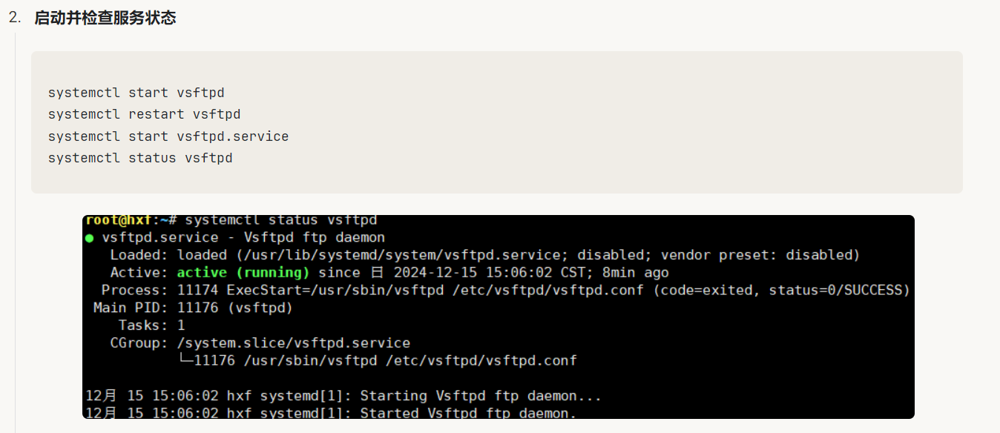 2. 启动并检查服务状态
systemctl start vsftpd
systemctl restart vsftpd
systemctl start vsftpd.service
systemctl status vsftpd
root@hxf:~# systemctl status vsftpd
● vsftpd.service - Vsftpd ftp daemon
Loaded: loaded (/usr/lib/systemd/system/vsftpd.service; disabled; vendor preset: disabled)
Active: active (running) since 日 2024-12-15 15:06:02 CST; 8min ago
Process: 11174 ExecStart=/usr/sbin/vsftpd /etc/vsftpd/vsftpd.conf (code=exited, status=0/SUCCESS)
Main PID: 11176 (vsftpd)
Tasks: 1
CGroup: /system.slice/vsftpd.service
└─11176 /usr/sbin/vsftpd /etc/vsftpd/vsftpd.conf
12月 15 15:06:02 hxf systemd[1]: Starting Vsftpd ftp daemon...
12月 15 15:06:02 hxf systemd[1]: Started Vsftpd ftp daemon.